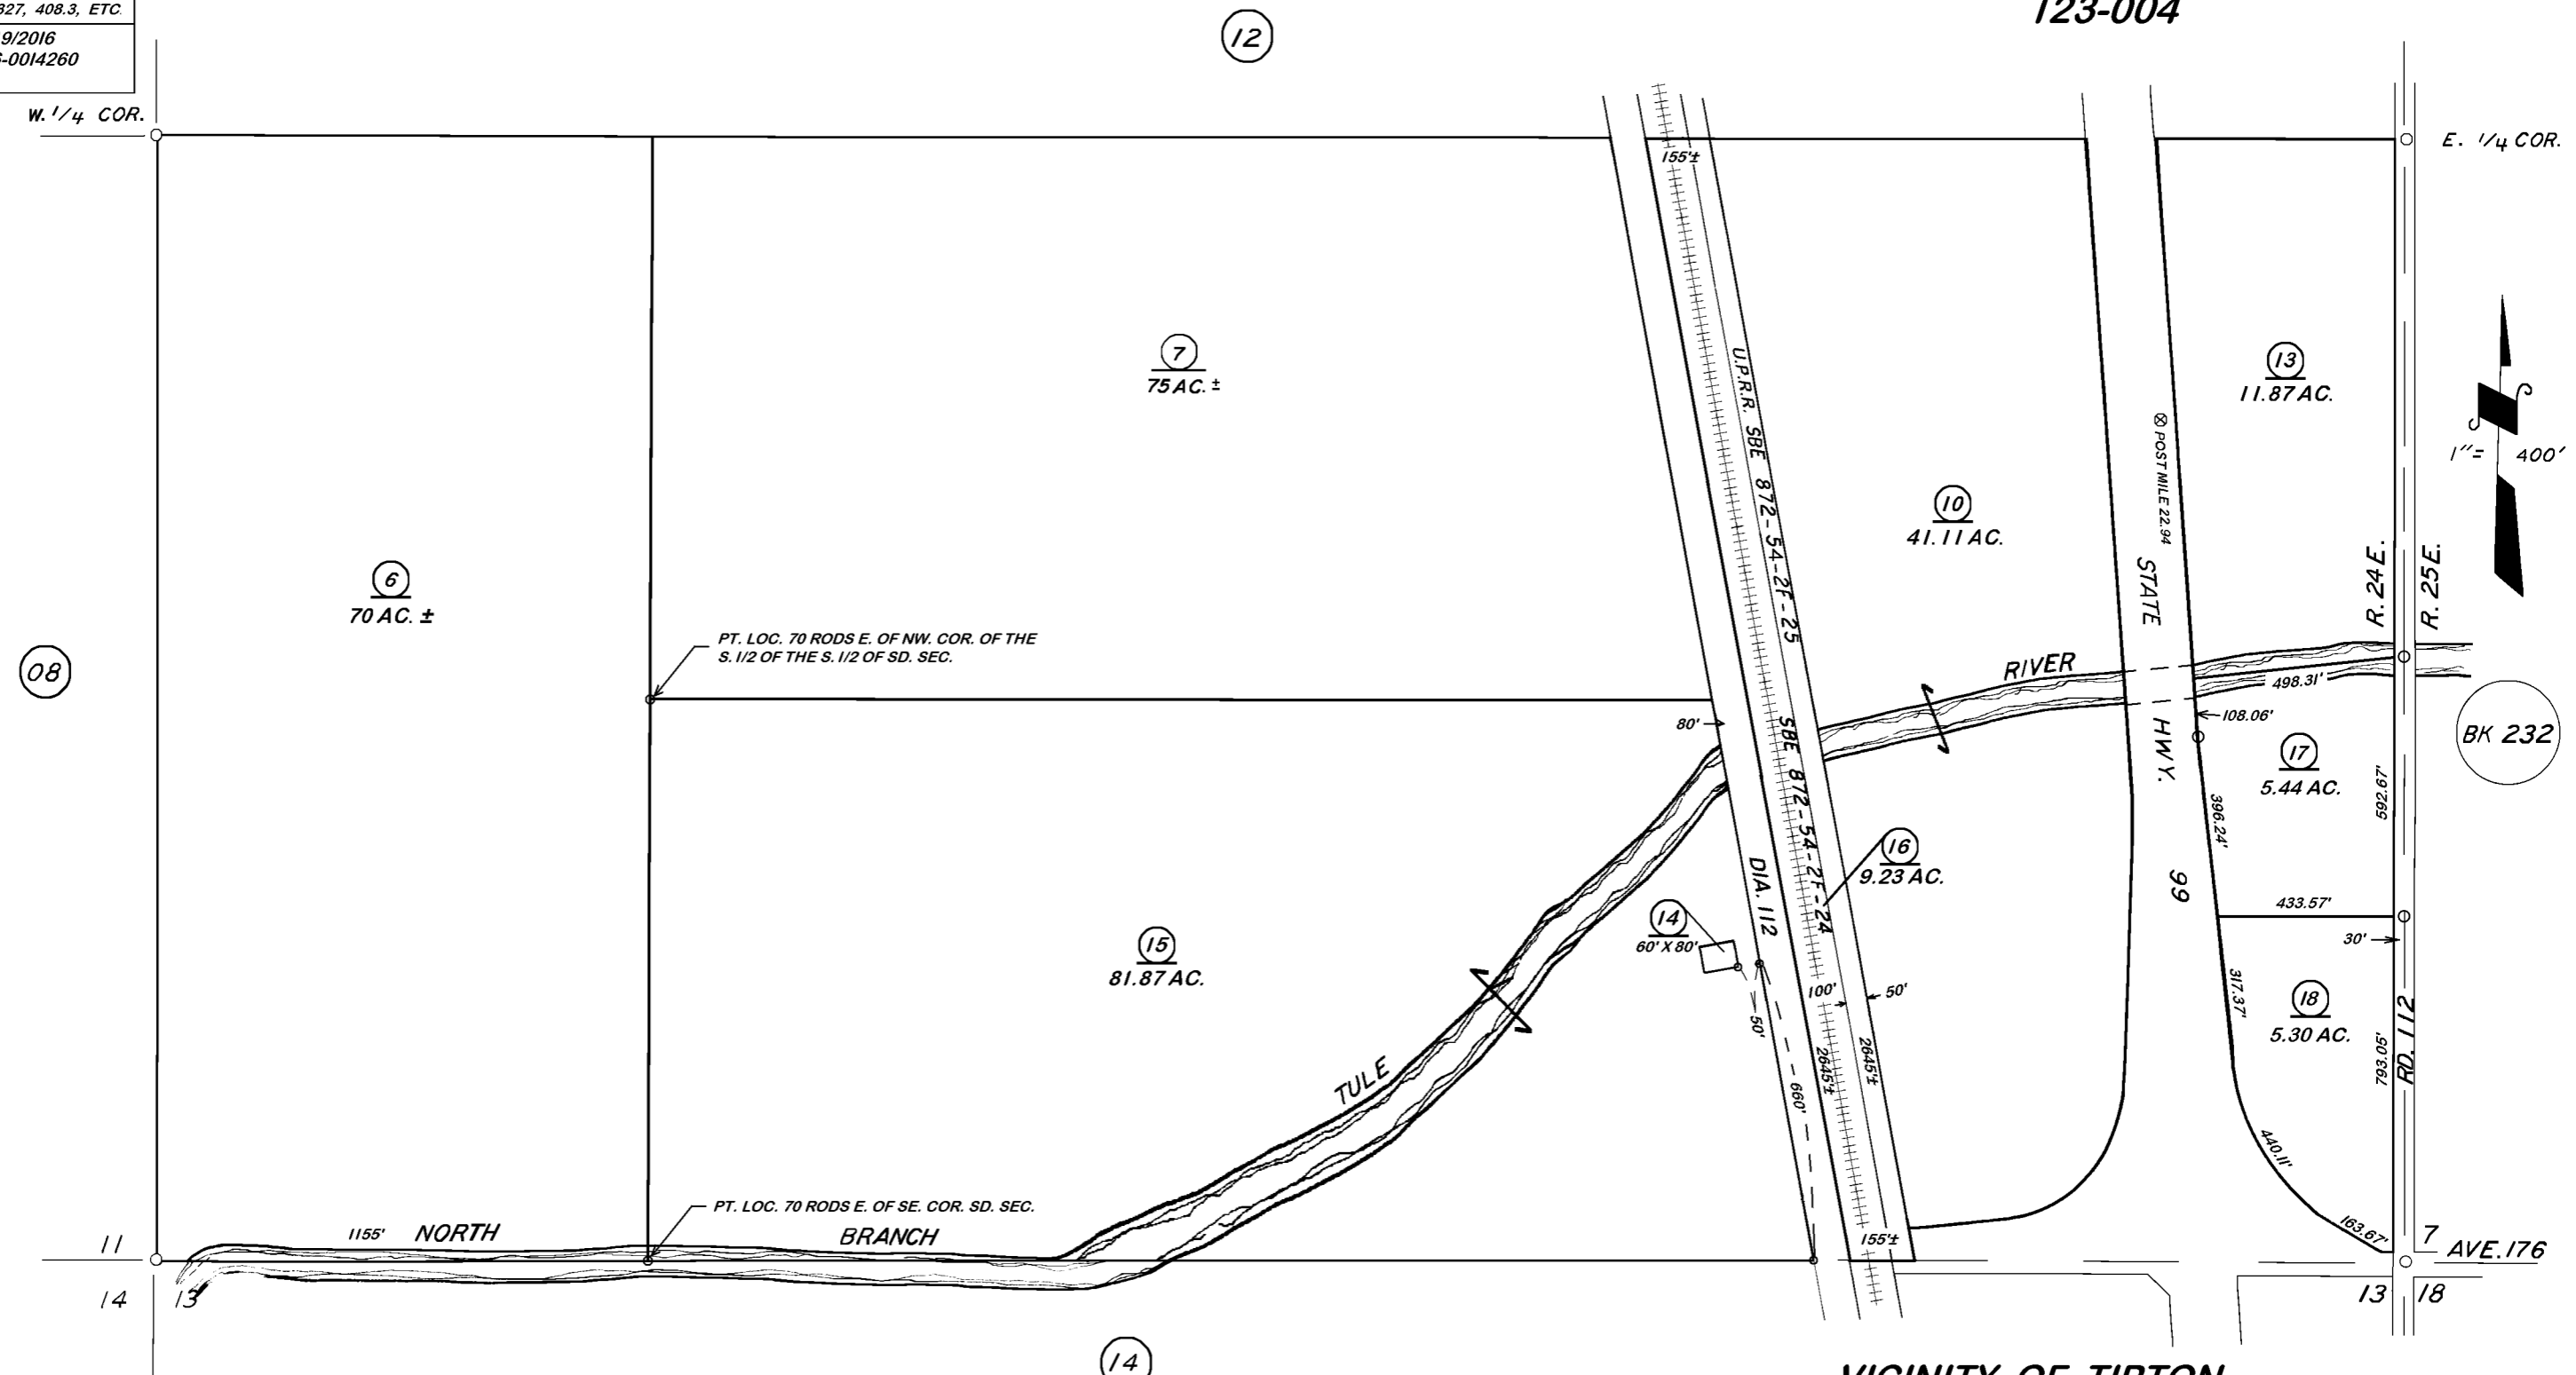 327, 408.3, ETC.
9/2016
-0014260
123-004
12
W. 1/4 COR.
E. 1/4 COR.
155'±
7
75 AC. ±
13
11.87 AC.
U.P.R.R. SBE 872-54-2F-25
POST MILE 22.94
1"= 400'
10
41.11 AC.
6
70 AC. ±
STATE HWY. 99
R. 24 E.
R. 25 E.
08
PT. LOC. 70 RODS E. OF NW. COR. OF THE
S. 1/2 OF THE S. 1/2 OF SD. SEC.
RIVER
498.31'
80'
108.06'
BK 232
SBE 872-54-2F-24
17
5.44 AC.
592.67'
396.24'
16
9.23 AC.
DIA. 112
14
60' X 80'
433.57'
30'
15
81.87 AC.
100'
50'
50'
317.37'
18
5.30 AC.
793.05'
RD. 112
TULE
660'
2645'±
2645'±
440.11'
163.67'
PT. LOC. 70 RODS E. OF SE. COR. SD. SEC.
1155'
NORTH
BRANCH
155'±
11
7
AVE. 176
14
13
13
18
14
VICINITY OF TIPTON